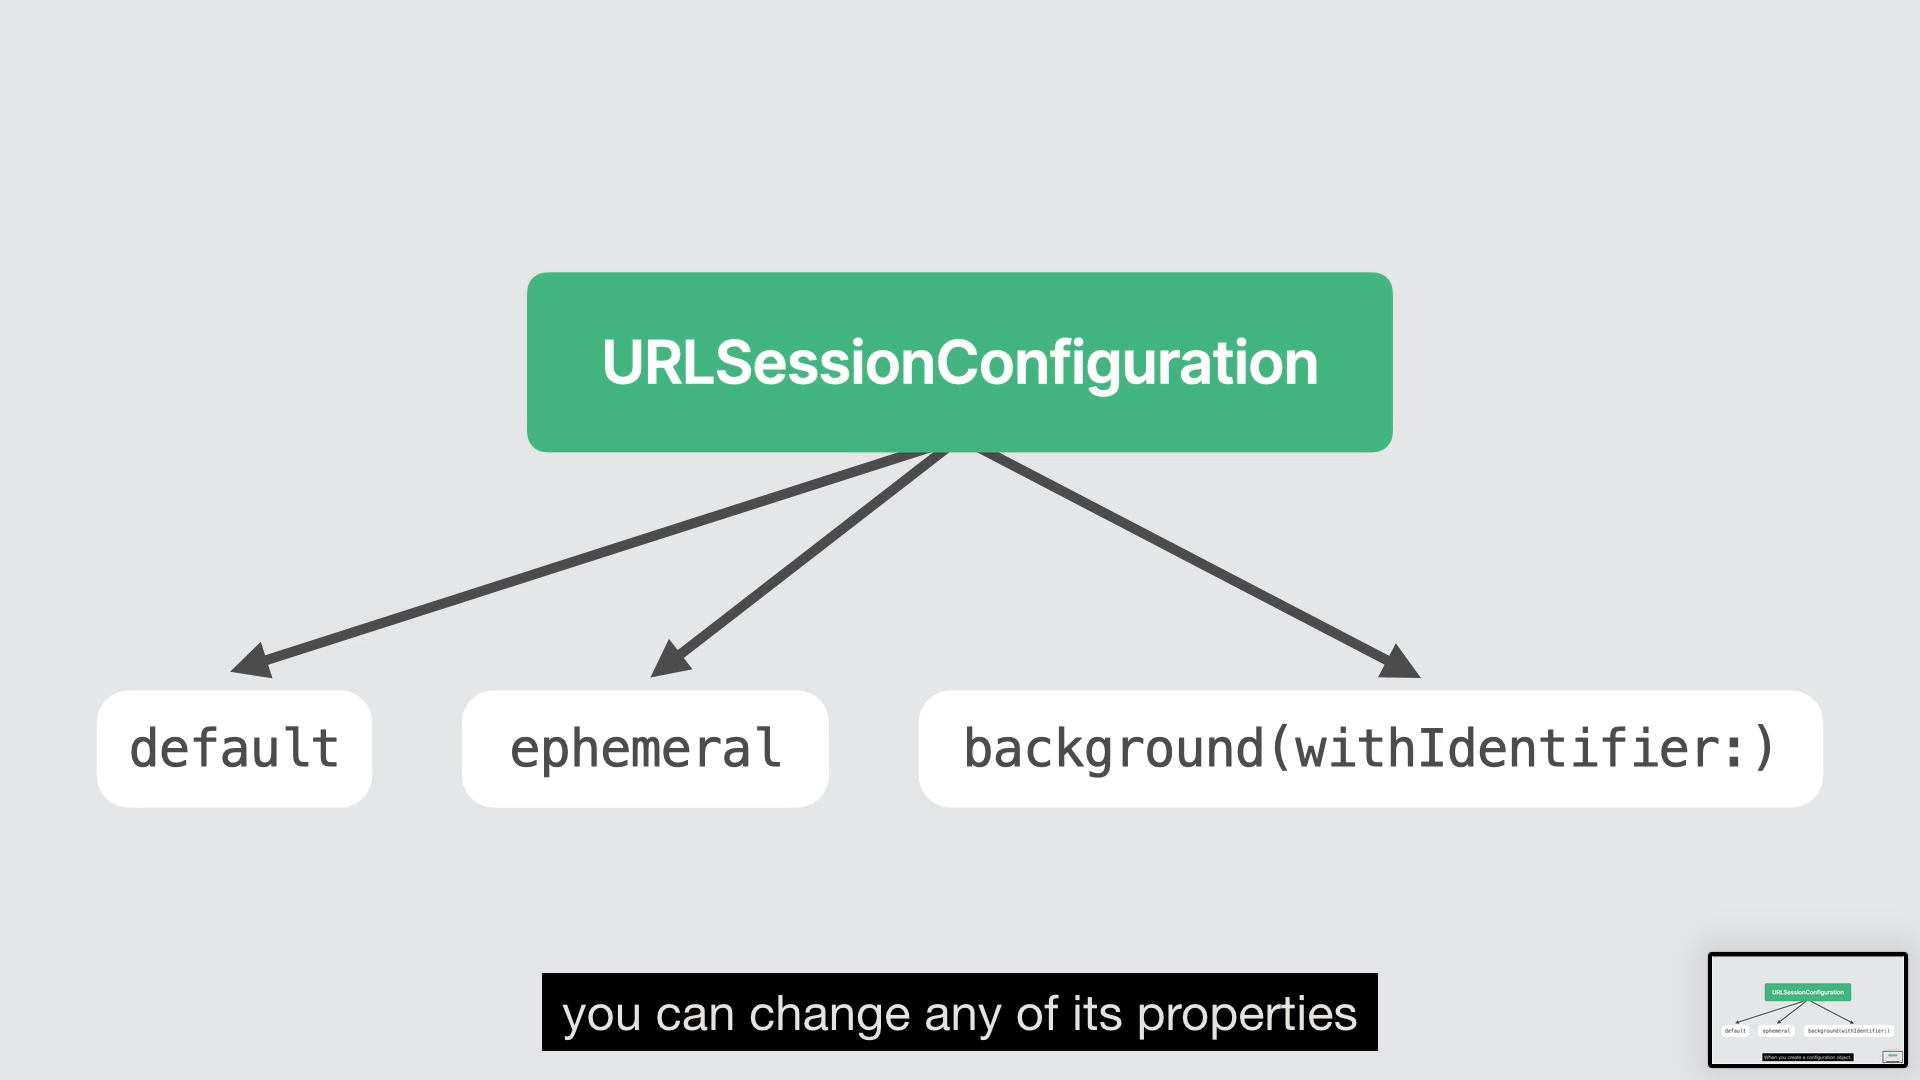 URLSessionConfiguration
default
ephemeral
background(withIdentifier:)
you can change any of its properties
URLSessionConfiguration
default
ephemeral
background(withIdentifier:)
When you create a configuration object,